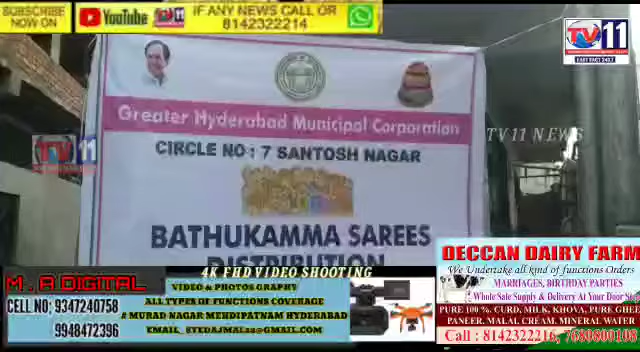 SUBSCRIBE NOW ON
YouTube
IF ANY NEWS CALL OR
8142322214
TV11
EAST FACT 24X7
Greater Hyderabad Municipal Corporation
CIRCLE NO : 7 SANTOSH NAGAR
TV11
TV11 NEWS
BATHUKAMMA SAREES
DISTRIBUTION
4K FHD VIDEO SHOOTING
M . A DIGITAL
CELL NO; 9347240758
9948472396
VIDEO & PHOTOS GRAPHY
ALL TYPES OF FUNCTIONS COVERAGE
# MURAD NAGAR MEHDIPATNAM HYDERABAD
DECCAN DAIRY FARM
We Undertake all kind of functions Orders
MARRIAGES, BIRTHDAY PARTIES
Whole Sale Supply & Delivery At Your Door
PURE 100 %. CURD, MILK, KHOVA, PURE GHEE
PANEER, MALAI, CREAM. MINERAL WATER
Call : 8142322216,